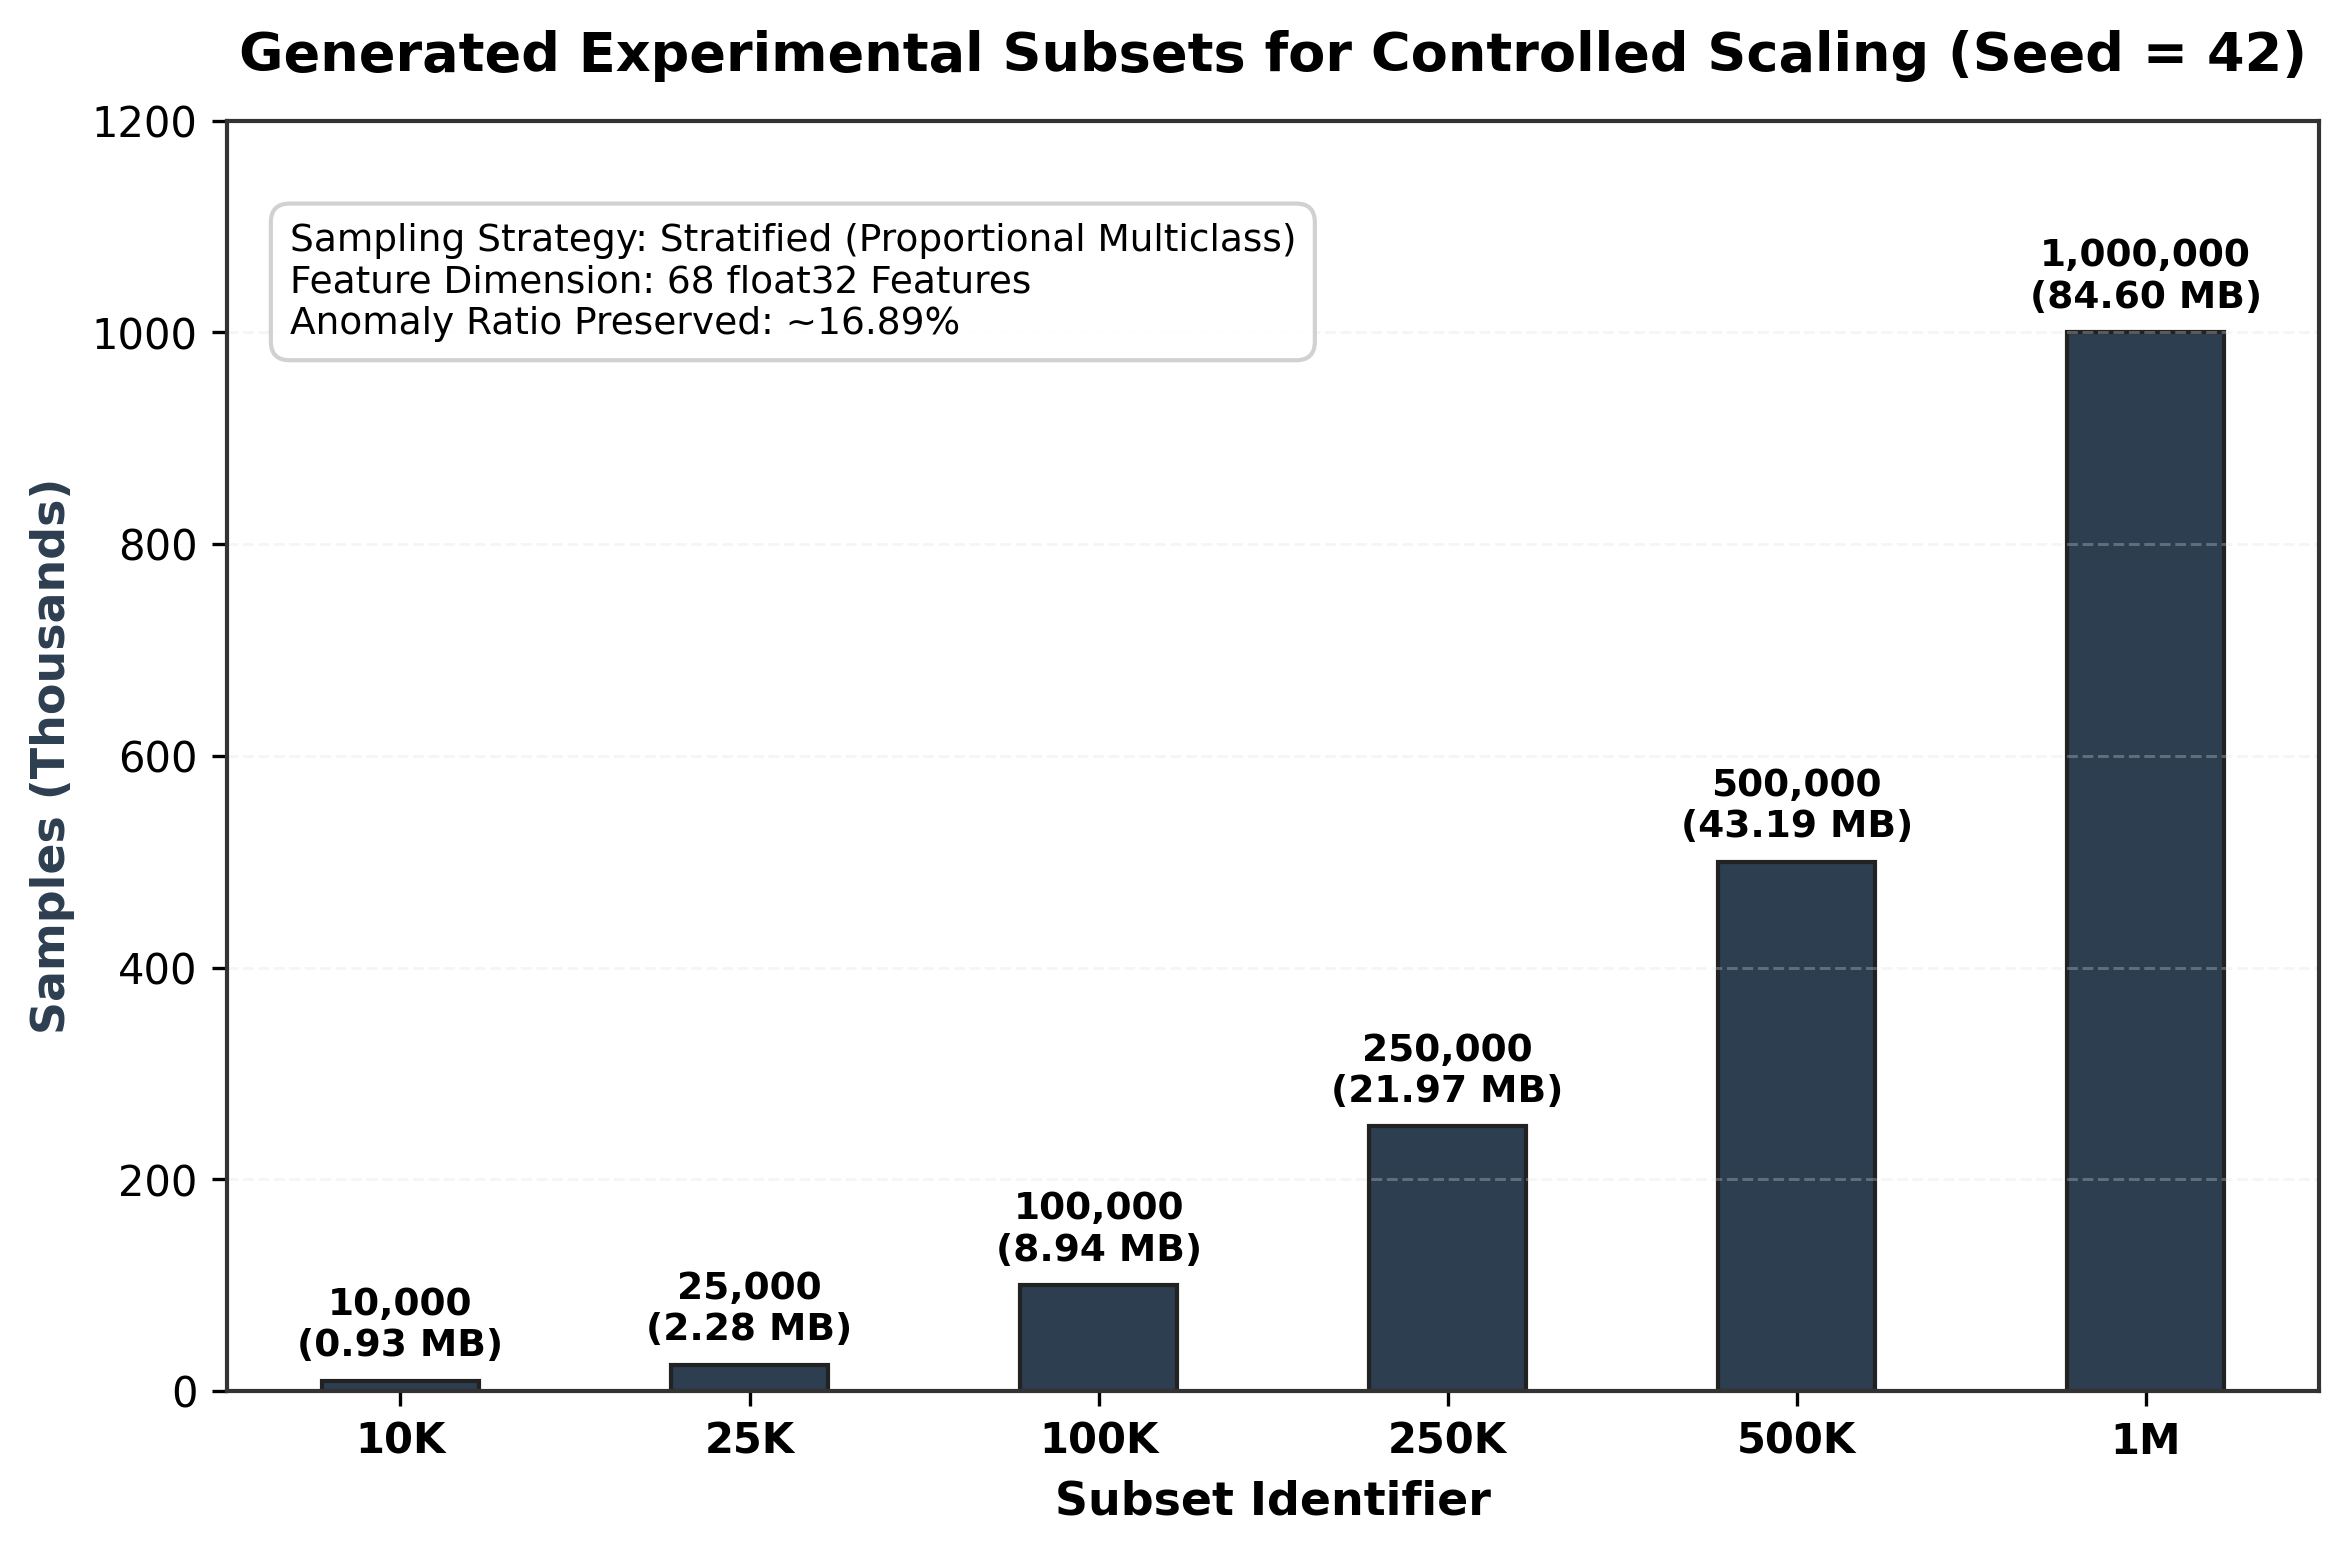 Generated Experimental Subsets for Controlled Scaling (Seed = 42)
1200
1000
800
600
400
200
0
Samples (Thousands)
Sampling Strategy: Stratified (Proportional Multiclass)
Feature Dimension: 68 float32 Features
Anomaly Ratio Preserved: ~16.89%
10,000
(0.93 MB)
25,000
(2.28 MB)
100,000
(8.94 MB)
250,000
(21.97 MB)
500,000
(43.19 MB)
1,000,000
(84.60 MB)
10K
25K
100K
250K
500K
1M
Subset Identifier